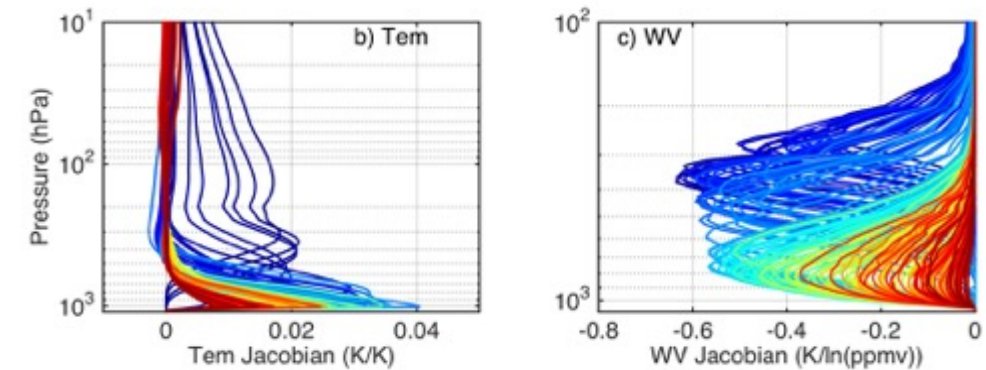 10¹
b) Tem
10²
10³
Pressure (hPa)
0
0.02
0.04
Tem Jacobian (K/K)
10²
c) WV
10³
-0.8
-0.6
-0.4
-0.2
0
WV Jacobian (K/ln(ppmv))